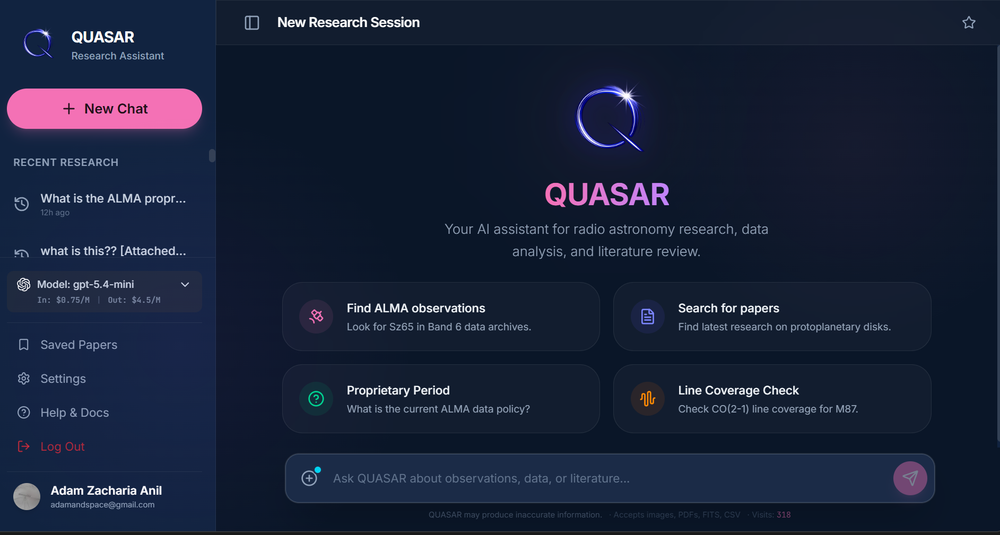 QUASAR
Research Assistant
New Chat
RECENT RESEARCH
What is the ALMA propr...
12h ago
what is this?? [Attached...
Model: gpt-5.4-mini
In: $0.75/M | Out: $4.5/M
Saved Papers
Settings
Help & Docs
Log Out
Adam Zacharia Anil
adamandspace@gmail.com
New Research Session
QUASAR
Your AI assistant for radio astronomy research, data
analysis, and literature review.
Find ALMA observations
Look for Sz65 in Band 6 data archives.
Search for papers
Find latest research on protoplanetary disks.
Proprietary Period
What is the current ALMA data policy?
Line Coverage Check
Check CO(2-1) line coverage for M87.
Ask QUASAR about observations, data, or literature...
QUASAR may produce inaccurate information. · Accepts images, PDFs, FITS, CSV · Visits: 318